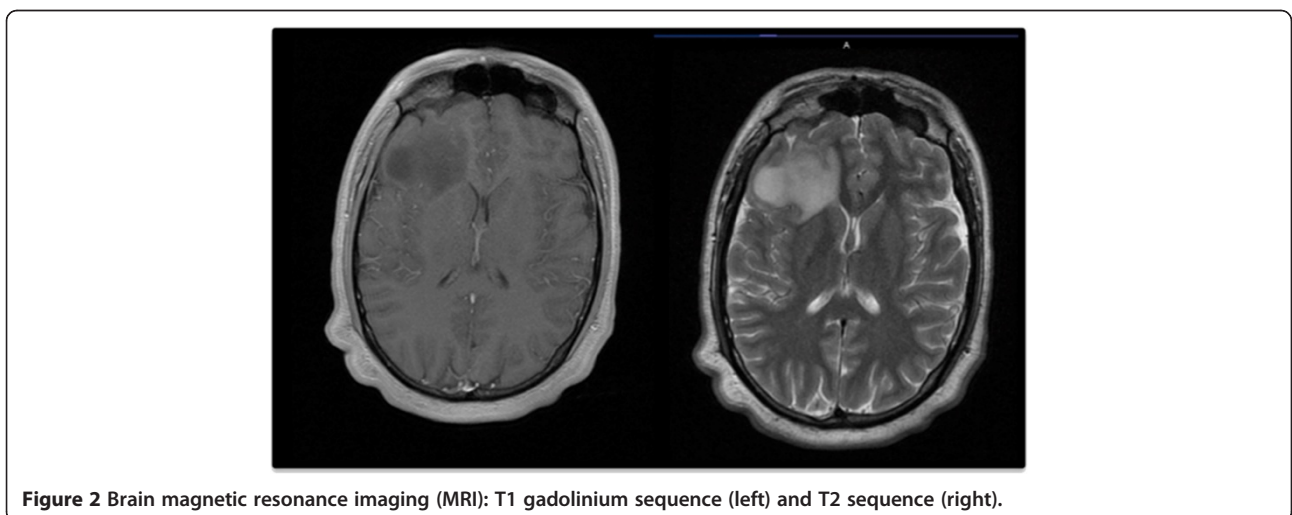 A
Figure 2 Brain magnetic resonance imaging (MRI): T1 gadolinium sequence (left) and T2 sequence (right).